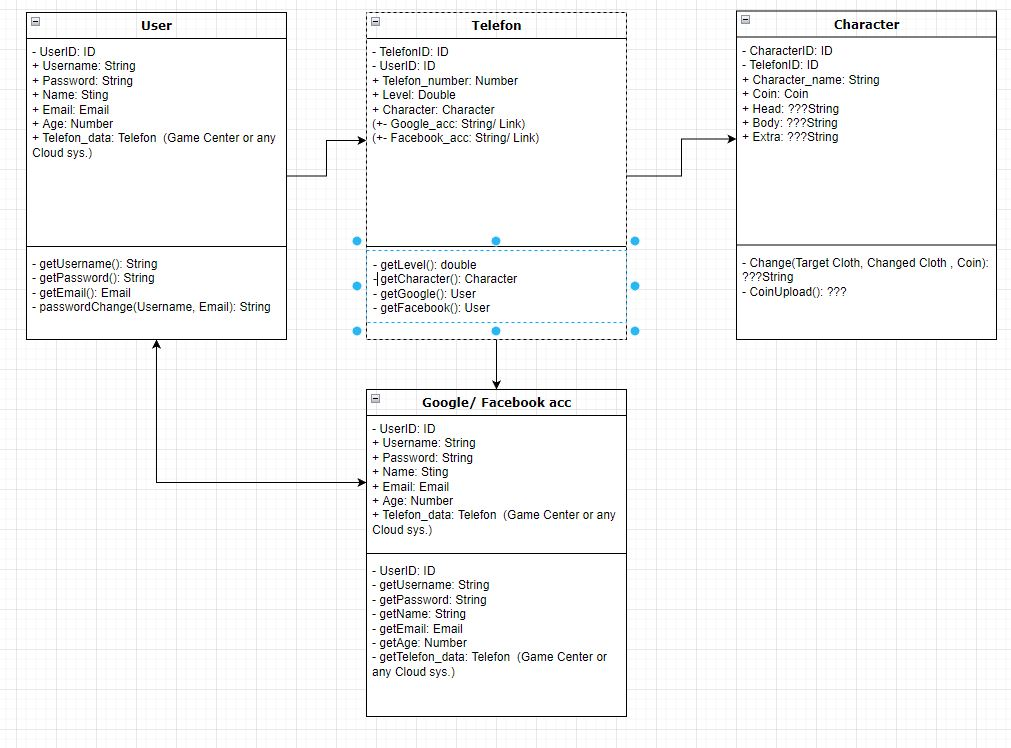 User
- UserID: ID
+ Username: String
+ Password: String
+ Name: Sting
+ Email: Email
+ Age: Number
+ Telefon_data: Telefon  (Game Center or any
Cloud sys.)
- getUsername(): String
- getPassword(): String
- getEmail(): Email
- passwordChange(Username, Email): String
Telefon
- TelefonID: ID
- UserID: ID
+ Telefon_number: Number
+ Level: Double
+ Character: Character
(+- Google_acc: String/ Link)
(+- Facebook_acc: String/ Link)
- getLevel(): double
- getCharacter(): Character
- getGoogle(): User
- getFacebook(): User
Character
- CharacterID: ID
- TelefonID: ID
+ Character_name: String
+ Coin: Coin
+ Head: ???String
+ Body: ???String
+ Extra: ???String
- Change(Target Cloth, Changed Cloth , Coin):
???String
- CoinUpload(): ???
Google/ Facebook acc
- UserID: ID
+ Username: String
+ Password: String
+ Name: Sting
+ Email: Email
+ Age: Number
+ Telefon_data: Telefon  (Game Center or any
Cloud sys.)
- UserID: ID
- getUsername: String
- getPassword: String
- getName: String
- getEmail: Email
- getAge: Number
- getTelefon_data: Telefon  (Game Center or
any Cloud sys.)